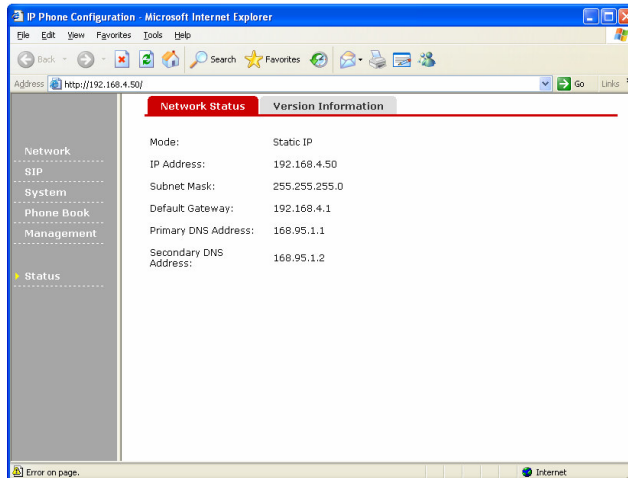 IP Phone Configuration - Microsoft Internet Explorer
File Edit View Favorites Tools Help
Back Search Favorites
Address http://192.168.4.50/ Go Links
Network Status Version Information
Network
SIP
System
Phone Book
Management
Status
Mode: Static IP
IP Address: 192.168.4.50
Subnet Mask: 255.255.255.0
Default Gateway: 192.168.4.1
Primary DNS Address: 168.95.1.1
Secondary DNS
Address: 168.95.1.2
Error on page. Internet